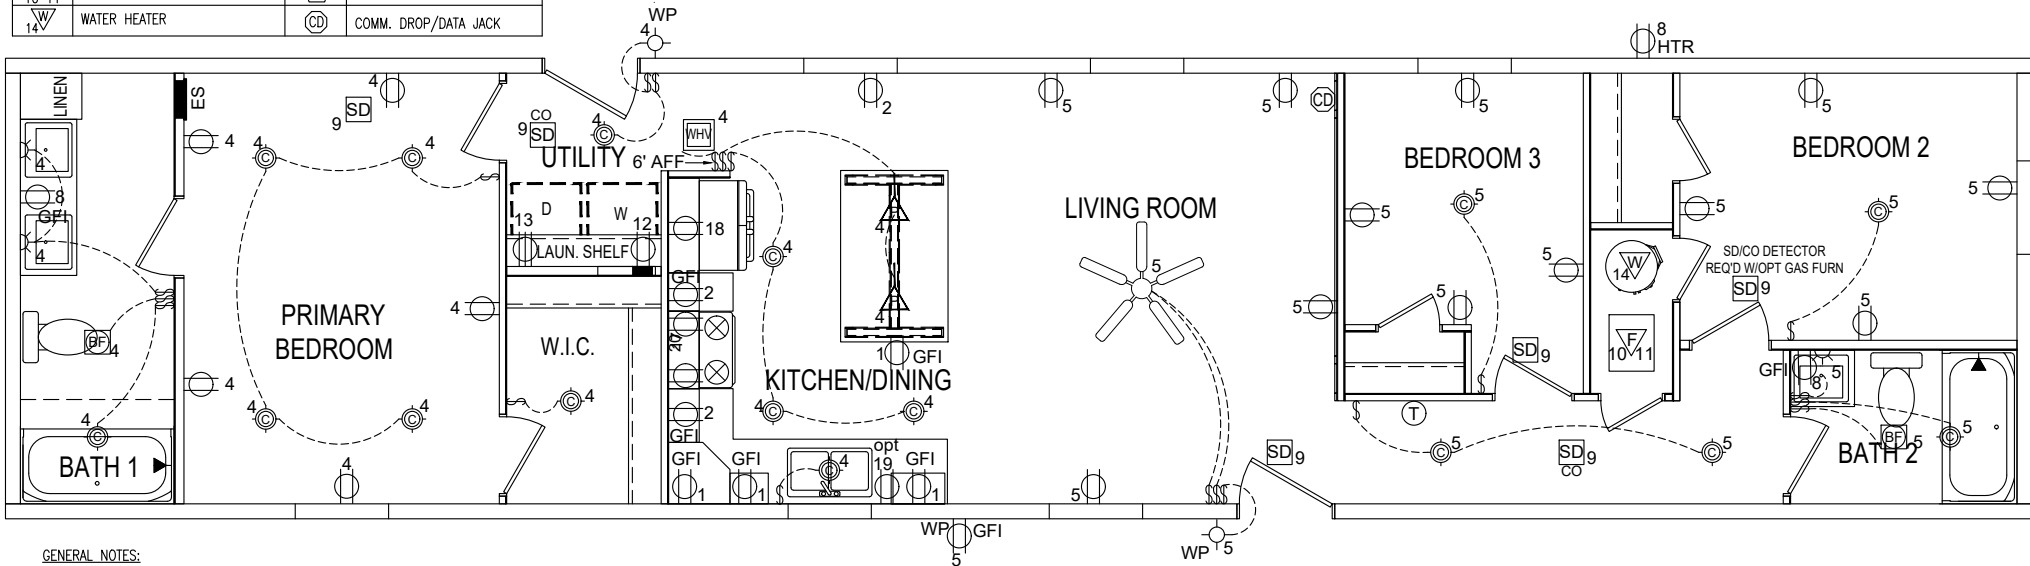 14 W WATER HEATER CD COMM. DROP/DATA JACK
WP
4
8
HTR
LINEN
ES
4
SD
9
CO
9 SD
4
WHV
4
2
5
5
CD
5
5
4
4
4
UTILITY
6' AFF
BEDROOM 3
BEDROOM 2
4
8
GFI
4
D
W
13
12
LAUN. SHELF
18
4
4
LIVING ROOM
5
5
5
5
5
5
SD/CO DETECTOR
REQ'D W/OPT GAS FURN
W
14
SD 9
GFI
2
4
5
5
5
5
5
PRIMARY
BEDROOM
4
W.I.C.
BF
4
4
1
GFI
KITCHEN/DINING
SD 9
F
10 11
GFI
8
5
4
4
4
4
4
4
2
GFI
4
4
T
BATH 1
4
GFI
1
GFI
1
4
opt
19
GFI
1
5
SD 9
5
SD 9
CO
5
BF
5
BATH 2
5
WP
GFI
5
WP
5
GENERAL NOTES: